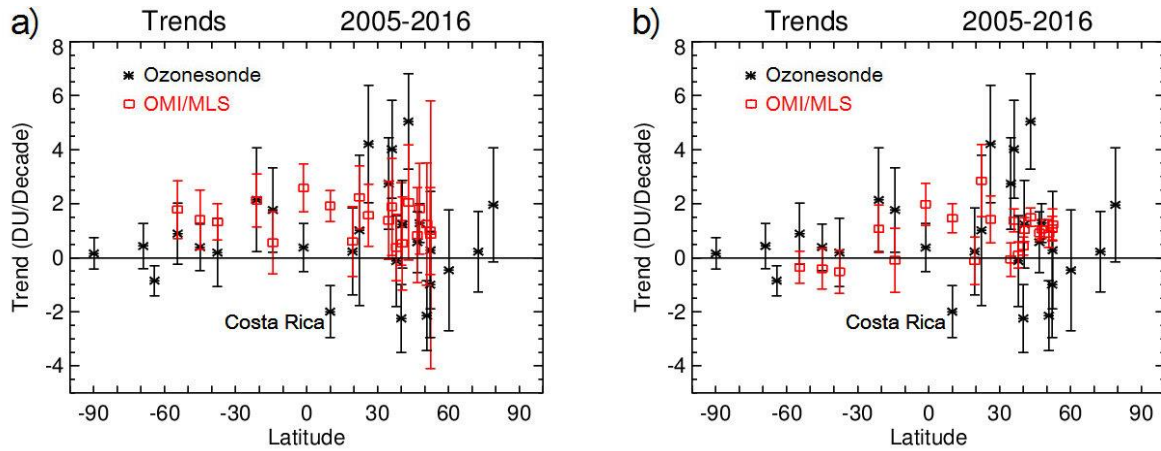 a) Trends 2005-2016
8
6
4
2
0
-2
-4
Trend (DU/Decade)
Ozonesonde
OMI/MLS
Costa Rica
-90 -60 -30 0 30 60 90
Latitude
b) Trends 2005-2016
8
6
4
2
0
-2
-4
Trend (DU/Decade)
Ozonesonde
OMI/MLS
Costa Rica
-90 -60 -30 0 30 60 90
Latitude